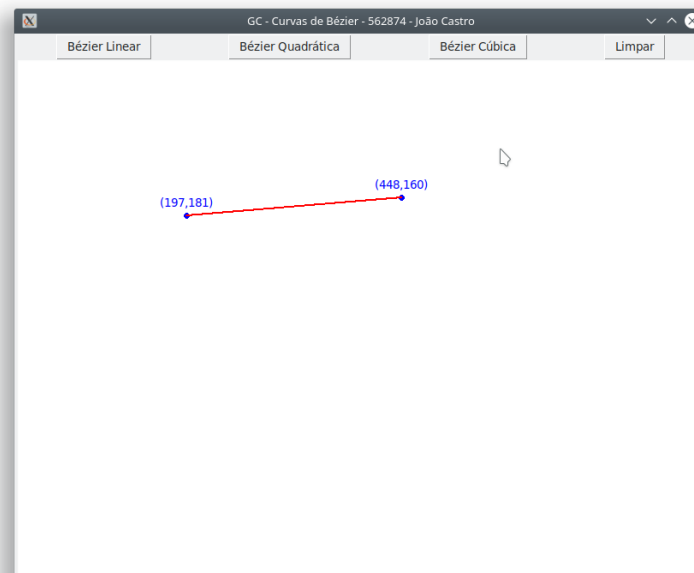 GC - Curvas de Bézier - 562874 - João Castro
Bézier Linear Bézier Quadrática Bézier Cúbica Limpar
(448,160)
(197,181)